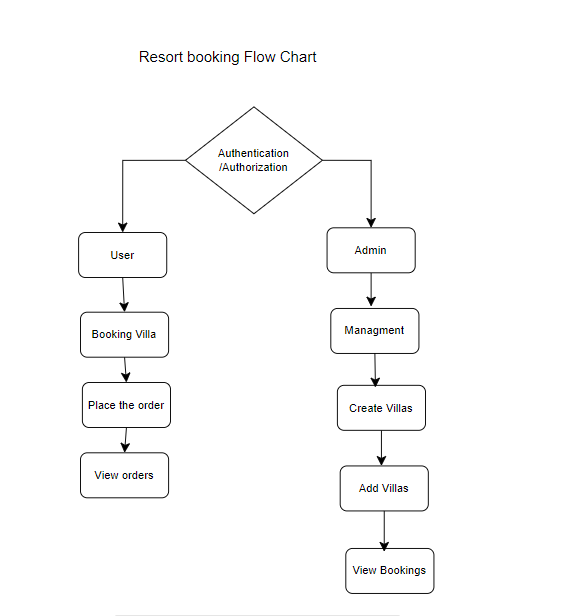 Resort booking Flow Chart
Authentication
/Authorization
User
Booking Villa
Place the order
View orders
Admin
Managment
Create Villas
Add Villas
View Bookings